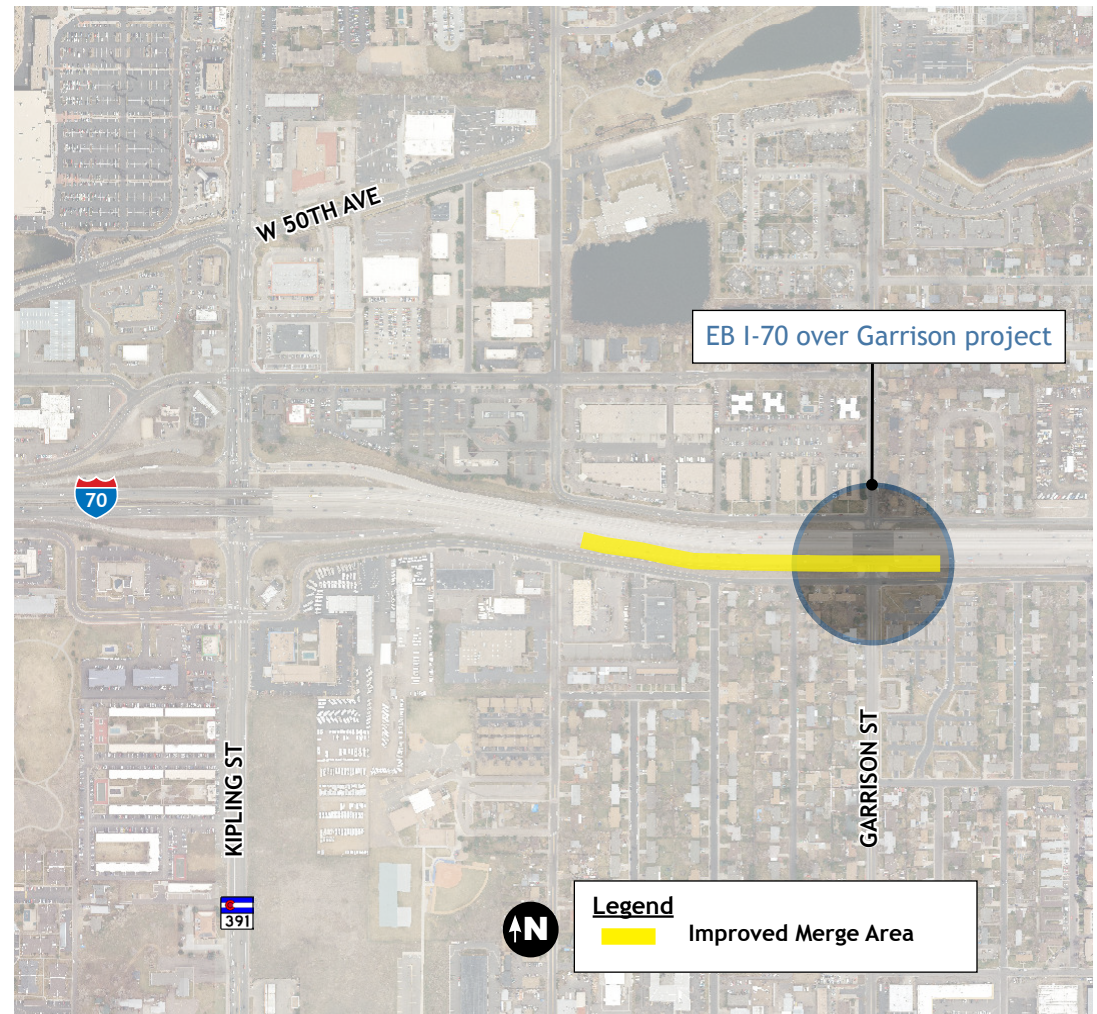 W 50TH AVE
EB I-70 over Garrison project
70
KIPLING ST
GARRISON ST
391
N
Legend
Improved Merge Area